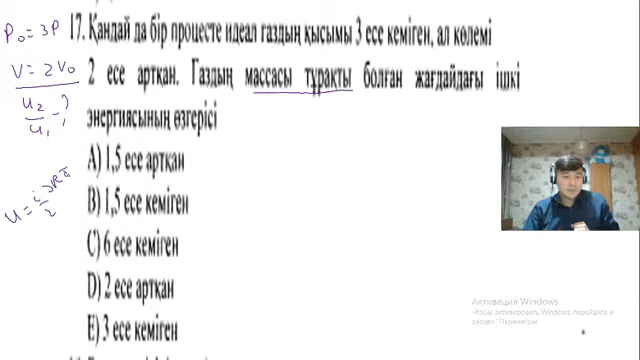 P₀ = 3P
V = 2V₀
U₂/U₁ - ?
U = i/2
17. Қандай да бір процесте идеал газдың қысымы 3 есе кеміген, ал көлемі
2 есе артқан. Газдың массасы тұрақты болған жағдайдағы ішкі
энергиясының өзгерісі
A) 1,5 есе артқан
B) 1,5 есе кеміген
C) 6 есе кеміген
D) 2 есе артқан
E) 3 есе кеміген
Активация Windows
Чтобы активировать Windows, перейдите в
раздел "Параметры"